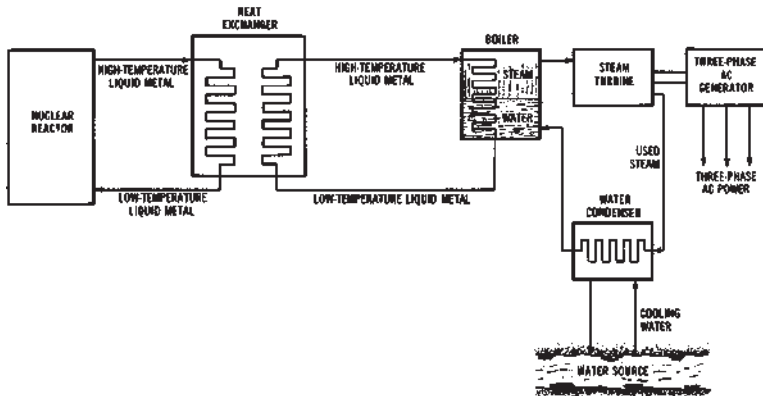 HEAT
EXCHANGER
HIGH-TEMPERATURE
LIQUID METAL
HIGH-TEMPERATURE
LIQUID METAL
BOILER
STEAM
WATER
STEAM
TURBINE
THREE-PHASE
AC
GENERATOR
NUCLEAR
REACTOR
LOW-TEMPERATURE
LIQUID METAL
LOW-TEMPERATURE LIQUID METAL
USED
STEAM
THREE-PHASE
AC POWER
WATER
CONDENSER
COOLING
WATER
WATER SOURCE